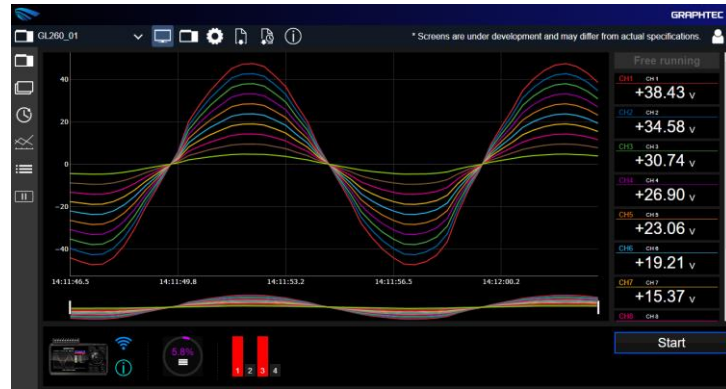 GRAPHTEC
GL260_01
* Screens are under development and may differ from actual specifications.
Free running
CH1 CH 1
+38.43 V
CH2 CH 2
+34.58 V
CH3 CH 3
+30.74 V
CH4 CH 4
+26.90 V
CH5 CH 5
+23.06 V
CH6 CH 6
+19.21 V
CH7 CH 7
+15.37 V
CH8 CH 8
40
20
0
-20
-40
14:11:46.5 14:11:49.8 14:11:53.2 14:11:56.5 14:12:00.2
5.8%
1 2 3 4
Start